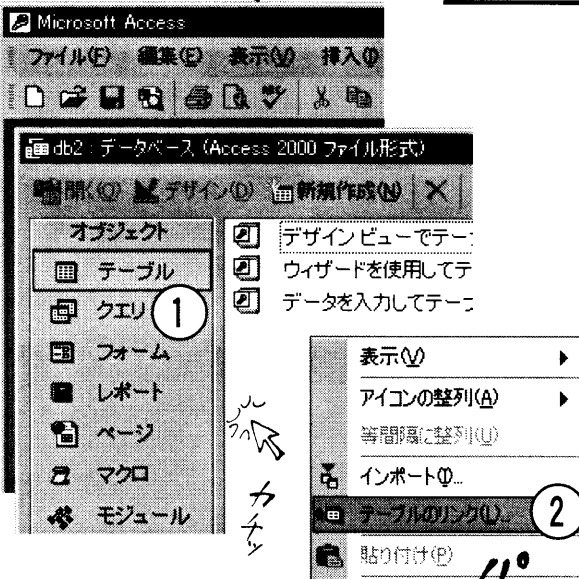 Microsoft Access
ファイル(F) 編集(E) 表示(V) 挿入(I
db2 : データベース (Access 2000 ファイル形式)
開く(O) デザイン(D) 新規作成(N)
オブジェクト
テーブル
クエリ
フォーム
レポート
ページ
マクロ
モジュール
1
デザイン ビューでテー
ウィザードを使用してテ
データを入力してテー
カチッ
表示(V)
アイコンの整列(A)
等間隔に整列(U)
インポート(I)...
テーブルのリンク(L)...
2
貼り付け(P)